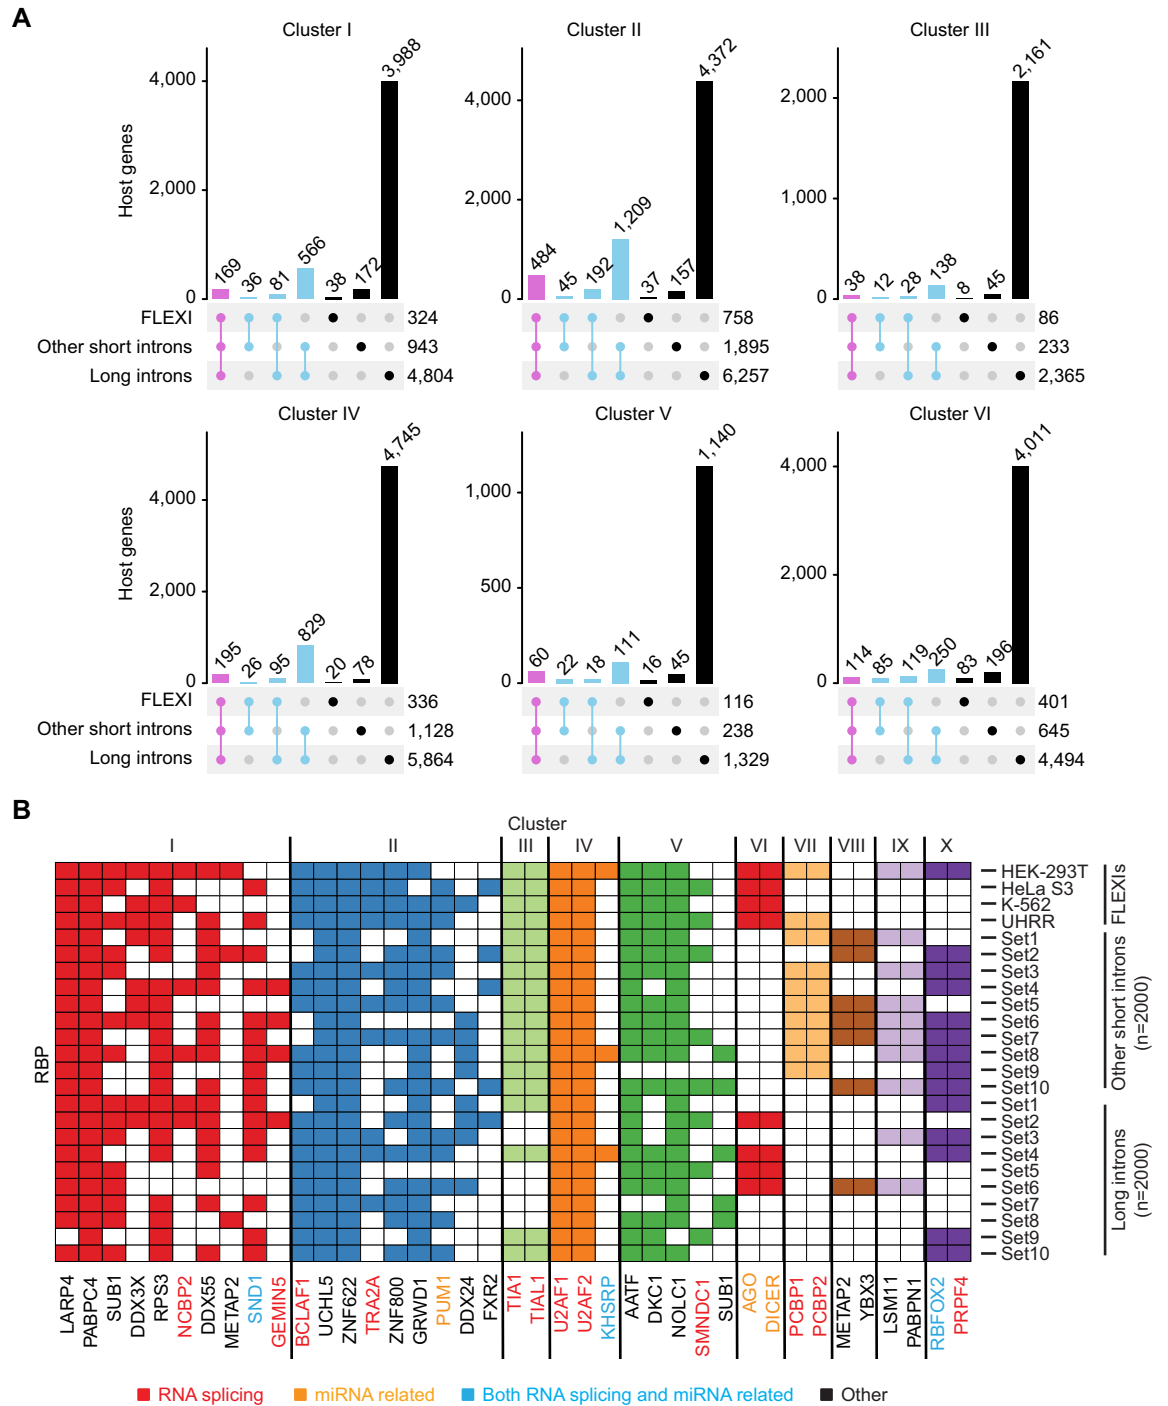 A
Cluster I
Cluster II
Cluster III
Host genes
4,000
2,000
0
3,988
169
36
81
566
38
172
4,000
2,000
0
4,372
484
45
192
1,209
37
157
2,000
1,000
0
2,161
38
12
28
138
8
45
FLEXI 324 758 86
Other short introns 943 1,895 233
Long introns 4,804 6,257 2,365
Cluster IV
Cluster V
Cluster VI
Host genes
4,000
2,000
0
4,745
195
26
95
829
20
78
1,000
500
0
1,140
60
22
18
111
16
45
4,000
2,000
0
4,011
114
85
119
250
83
196
FLEXI 336 116 401
Other short introns 1,128 238 645
Long introns 5,864 1,329 4,494
B
Cluster
I II III IV V VI VII VIII IX X
RBP
HEK-293T
HeLa S3
K-562
UHRR
Set1
Set2
Set3
Set4
Set5
Set6
Set7
Set8
Set9
Set10
Set1
Set2
Set3
Set4
Set5
Set6
Set7
Set8
Set9
Set10
FLEXIs
Other short introns
(n=2000)
Long introns
(n=2000)
LARP4
PABPC4
SUB1
DDX3X
RPS3
NCBP2
DDX55
METAP2
SND1
GEMIN5
BCLAF1
UCHL5
ZNF622
TRA2A
ZNF800
GRWD1
PUM1
DDX24
FXR2
TIA1
TIAL1
U2AF1
U2AF2
KHSRP
AATF
DKC1
NOLC1
SMNDC1
SUB1
AGO
DICER
PCBP1
PCBP2
METAP2
YBX3
LSM11
PABPN1
RBFOX2
PRPF4
RNA splicing
miRNA related
Both RNA splicing and miRNA related
Other